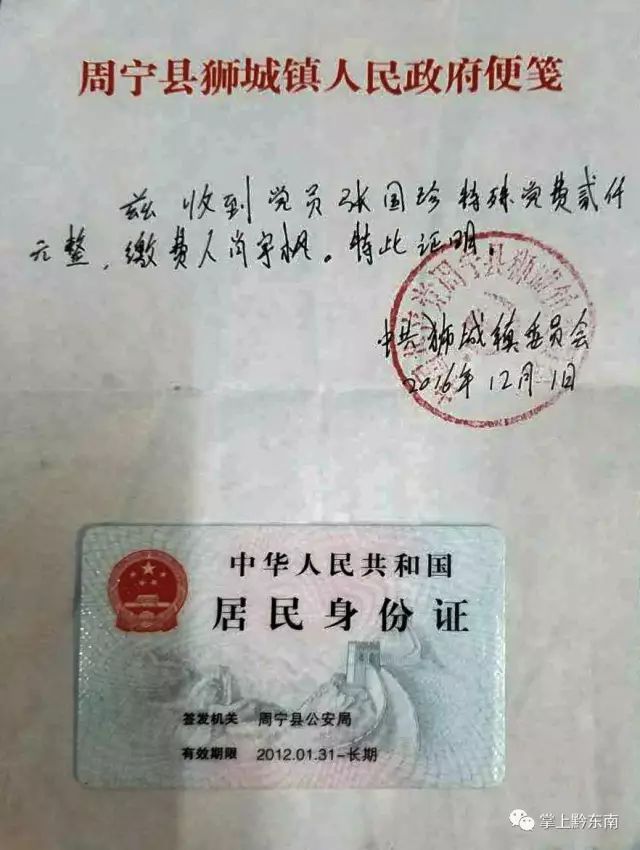 周宁县狮城镇人民政府便笺
兹收到党员张国珍特殊党费贰仟
元整，缴费人肖宇枫。特此证明。
中共狮城镇委员会
2016年12月1日
中华人民共和国
居民身份证
签发机关 周宁县公安局
有效期限 2012.01.31-长期
掌上黔东南